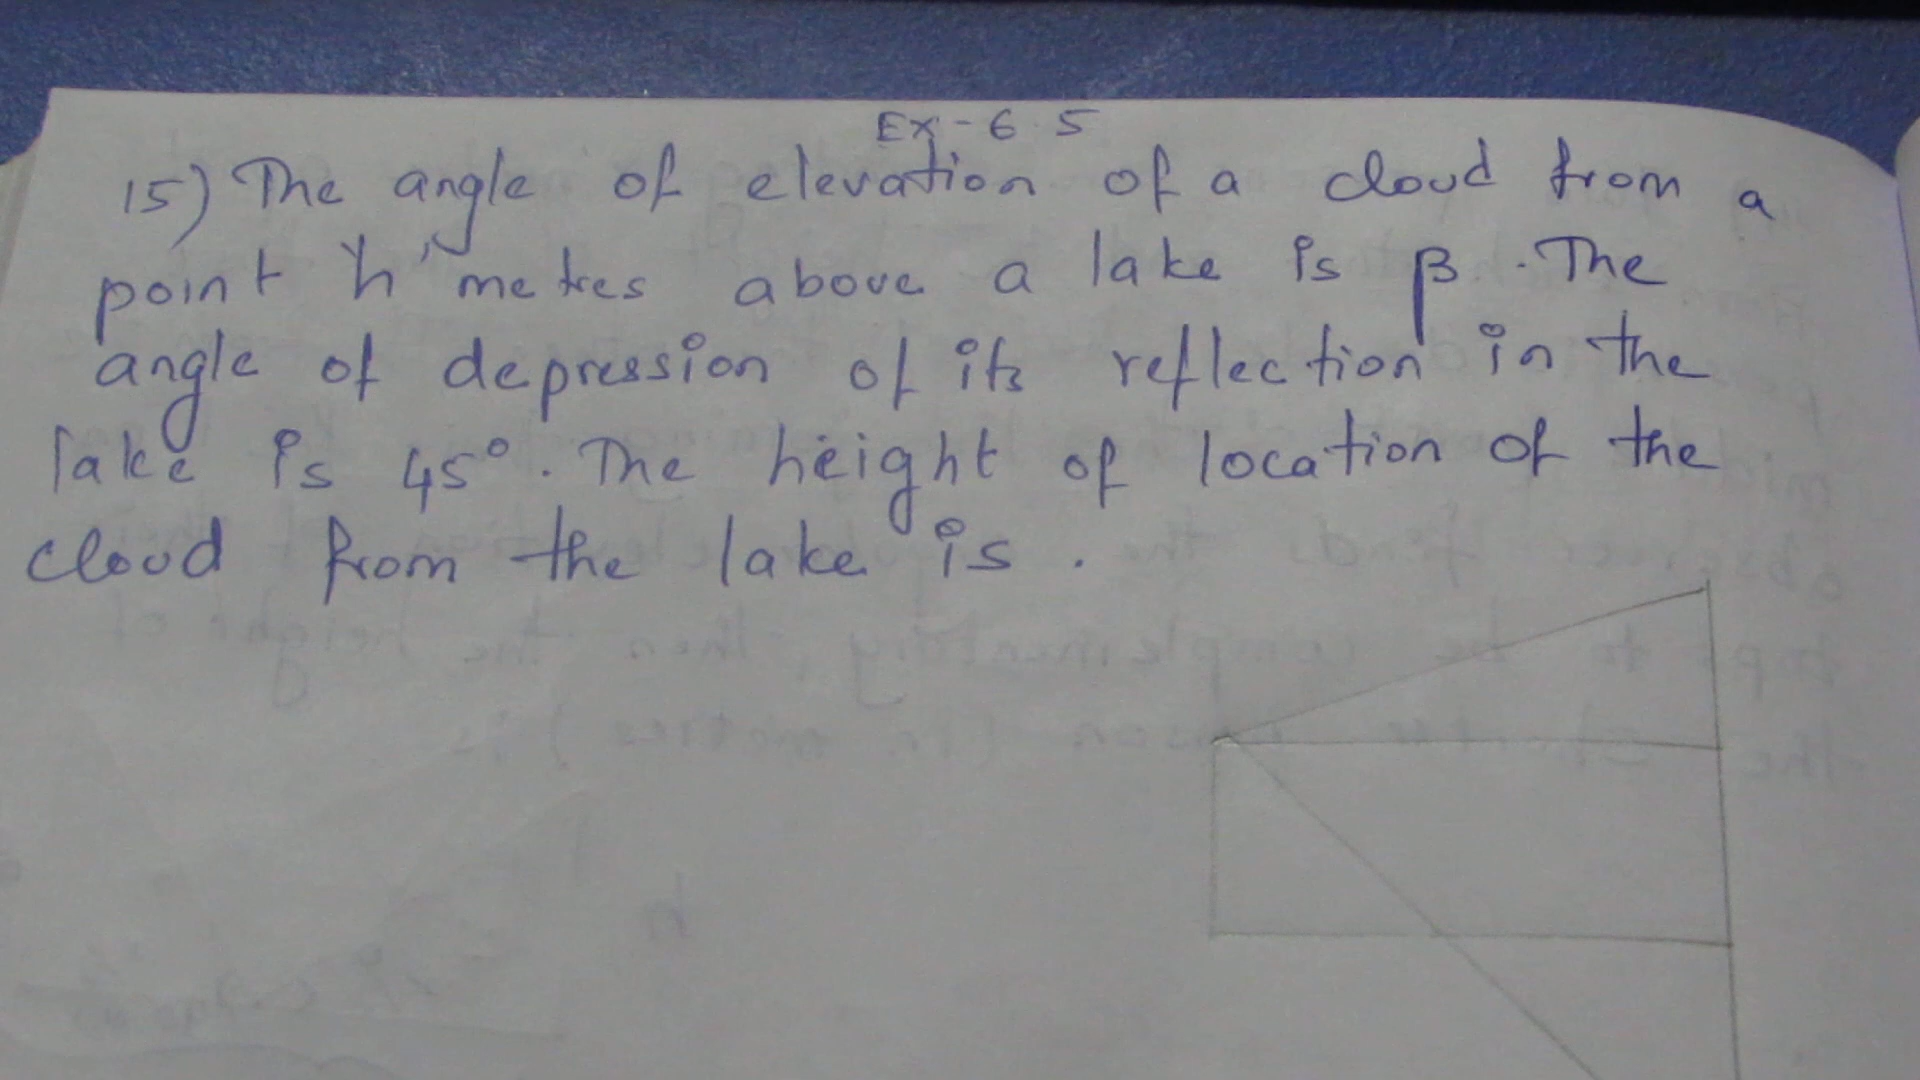 Ex-6.5
15) The angle of elevation of a cloud from a
point 'h' metres above a lake is β. The
angle of depression of its reflection in the
lake is 45°. The height of location of the
cloud from the lake is.